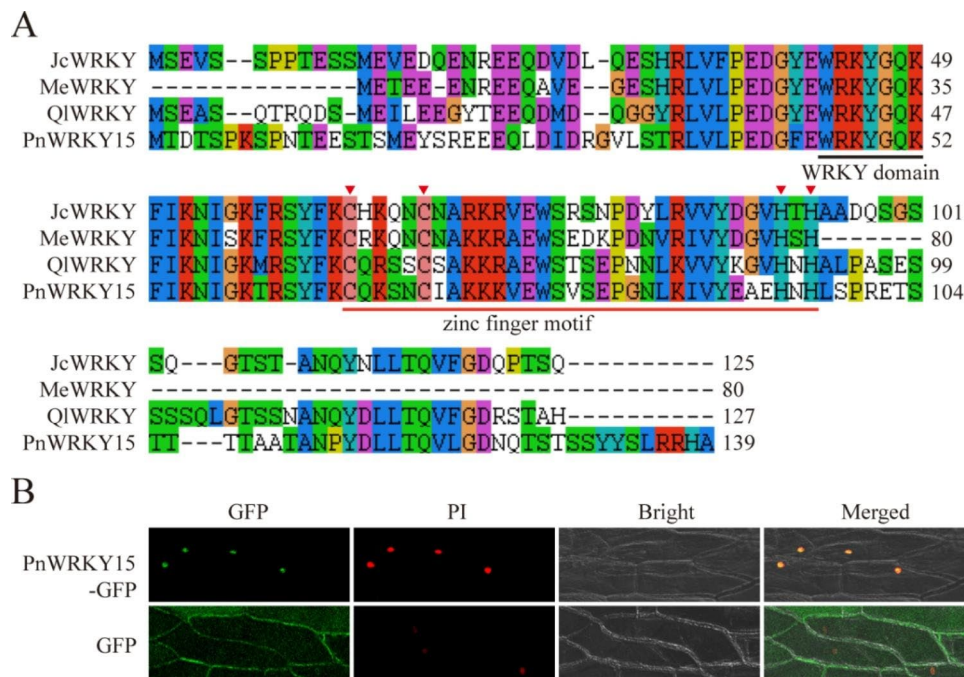 A
JcWRKY MSEVS--SPPTESSMEVEDQENREEQDVDL-QESHRLVFPEDGYEWRKYGQK 49
MeWRKY --------------METEE-ENREEQAVE--GESHRLVLPEDGYEWRKYGQK 35
QlWRKY MSEAS--QTRQDS-MEILEEGYTEEQDMD--QGGYRLVLPEDGYEWRKYGQK 47
PnWRKY15 MTDTSPKSPNTEESTSMEYSREEEQLDIDRGVLSTRLVLPEDGFEWRKYGQK 52
WRKY domain
JcWRKY FIKNIGKFRSYFKCHKQNCNARKRVEWSRSNPDYLRVVYDGVHTHAADQSGS 101
MeWRKY FIKNISKFRSYFKCRKQNCNAKKRAEWSEDKPDNVRIVYDGVHSH------- 80
QlWRKY FIKNIGKMRSYFKCQRSSCSAKKRAEWSTSEPNNLKVVYKGVHNHALPASES 99
PnWRKY15 FIKNIGKTRSYFKCQKSNCIAKKRVEWSVSEPGNLKIVYEAEHNHLSPRETS 104
zinc finger motif
JcWRKY SQ---GTST-ANQYNLLTQVFGDQPTSQ---------- 125
MeWRKY -------------------------------------- 80
QlWRKY SSSQLGTSSNANQYDLLTQVFGDRSTAH---------- 127
PnWRKY15 TT---TTAATANPYDLLTQVLGDNQTSTSSYYSLRRHA 139
B
GFP PI Bright Merged
PnWRKY15
-GFP
GFP